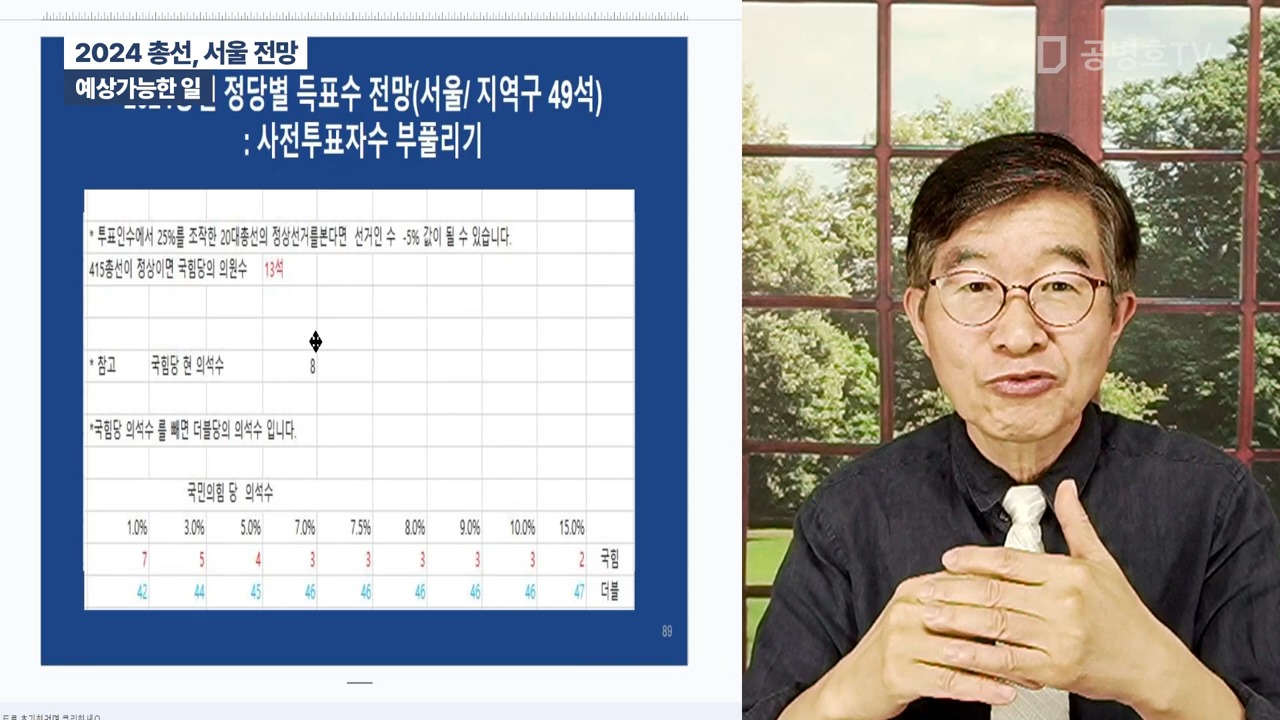 2024 총선, 서울 전망
예상가능한 일
공병호TV
정당별 득표수 전망(서울/ 지역구 49석)
: 사전투표자수 부풀리기
* 투표인수에서 25%를 조작한 20대총선의 정상선거를본다면 선거인 수 -5% 값이 될 수 있습니다.
415총선이 정상이면 국힘당의 의원수 13석
* 참고 국힘당 현 의석수 8
*국힘당 의석수 를 빼면 더불당의 의석수 입니다.
국민의힘 당 의석수
1.0% 3.0% 5.0% 7.0% 7.5% 8.0% 9.0% 10.0% 15.0%
7 5 4 3 3 3 3 3 2 국힘
42 44 45 46 46 46 46 46 47 더불
89